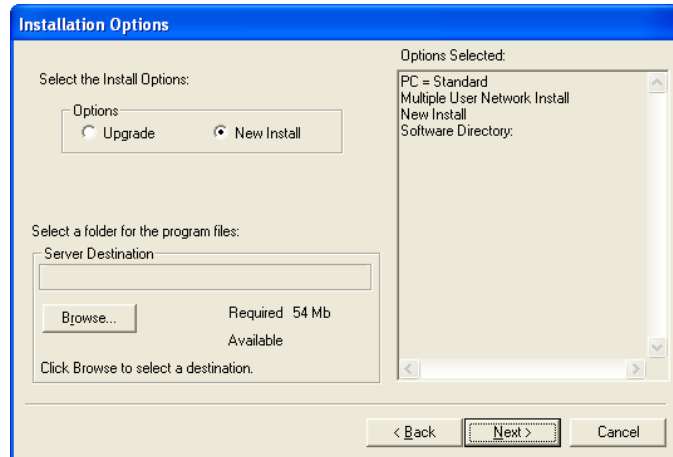 Installation Options
Select the Install Options:
Options
Upgrade
New Install
Select a folder for the program files:
Server Destination
Browse...
Required 54 Mb
Available
Click Browse to select a destination.
Options Selected:
PC = Standard
Multiple User Network Install
New Install
Software Directory:
< Back
Next >
Cancel